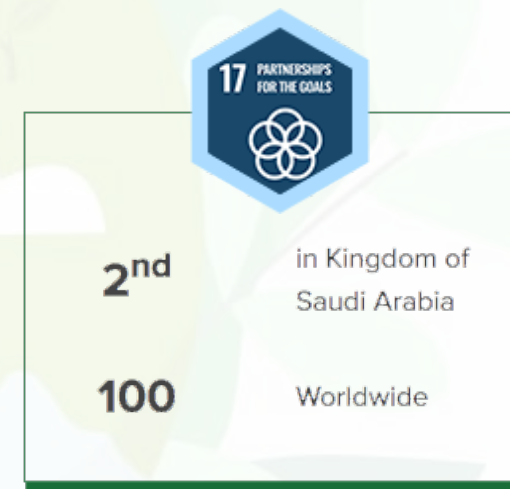 17 PARTNERSHIPS
FOR THE GOALS
2nd in Kingdom of
Saudi Arabia
100 Worldwide